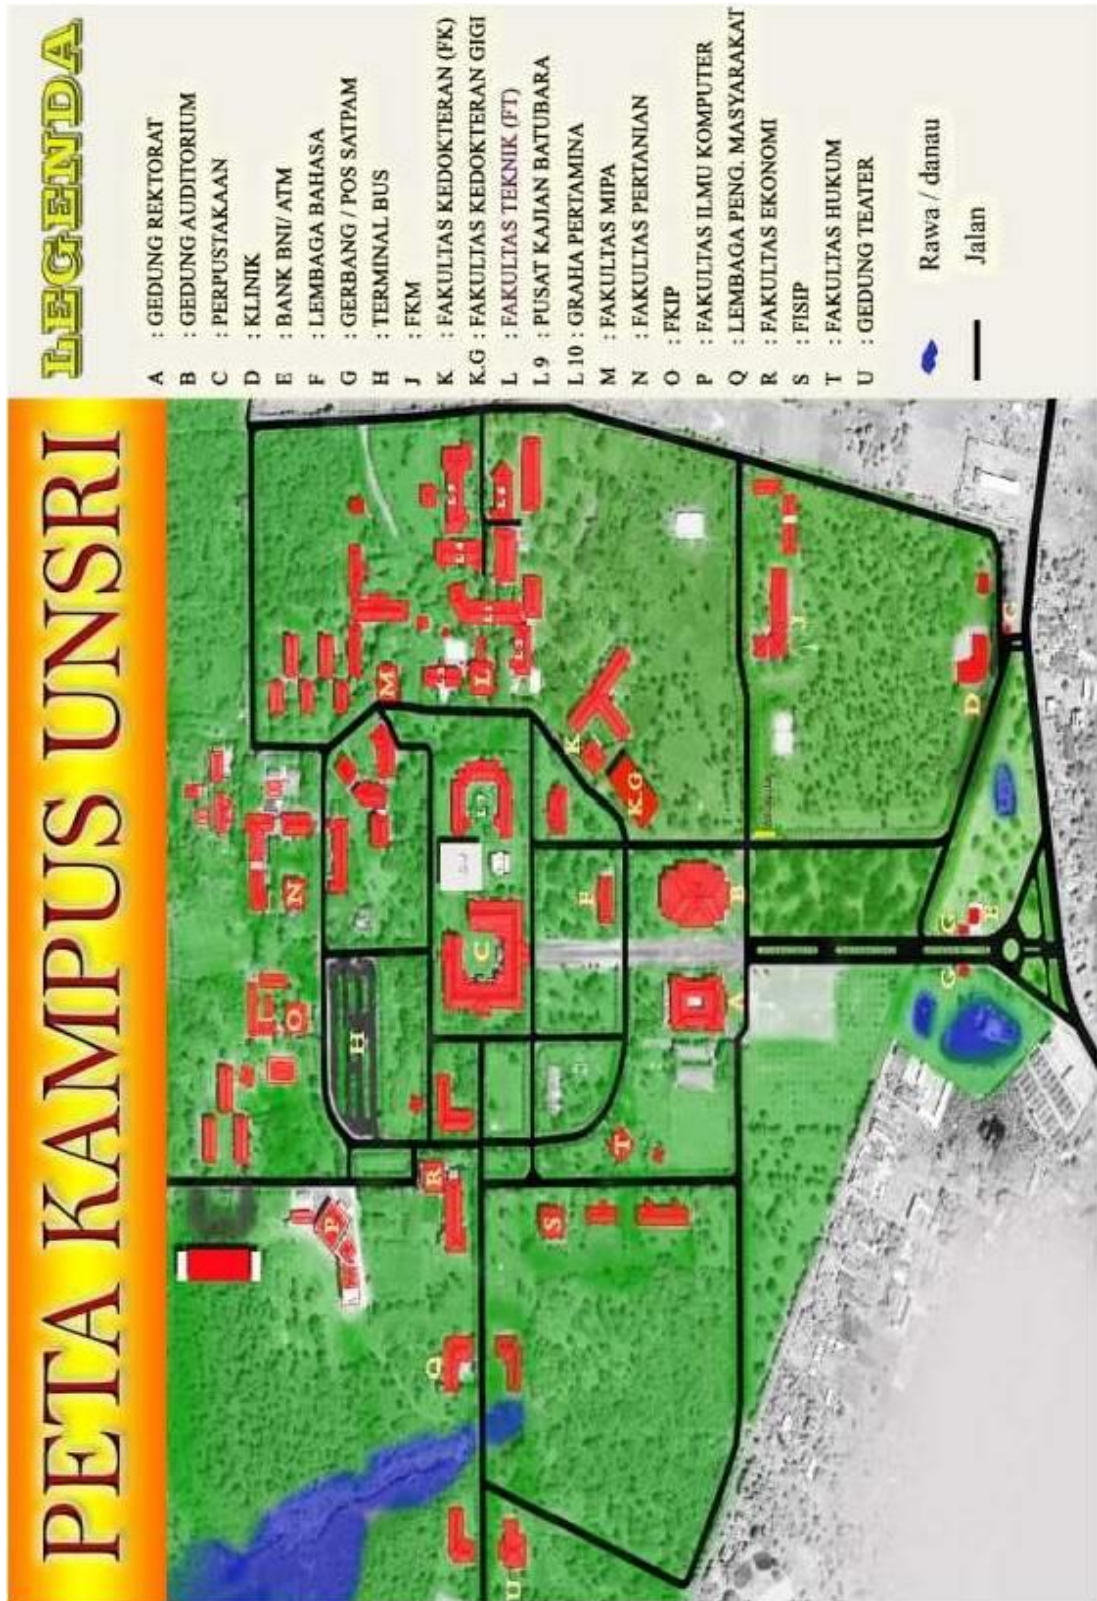 PETA KAMPUS UNSRI
LEGENDA
A : GEDUNG REKTORAT
B : GEDUNG AUDITORIUM
C : PERPUSTAKAAN
D : KLINIK
E : BANK BNI/ ATM
F : LEMBAGA BAHASA
G : GERBANG / POS SATPAM
H : TERMINAL BUS
J : FKM
K : FAKULTAS KEDOKTERAN (FK)
K.G : FAKULTAS KEDOKTERAN GIGI
L : FAKULTAS TEKNIK (FT)
L 9 : PUSAT KAJIAN BATUBARA
L 10 : GRAHA PERTAMINA
M : FAKULTAS MIPA
N : FAKULTAS PERTANIAN
O : FKIP
P : FAKULTAS ILMU KOMPUTER
Q : LEMBAGA PENG. MASYARAKAT
R : FAKULTAS EKONOMI
S : FISIP
T : FAKULTAS HUKUM
U : GEDUNG TEATER
Rawa / danau
Jalan
P
R
Q
U
S
T
O
H
N
M
C
L
K
K.G
A
B
J
D
G
G
E